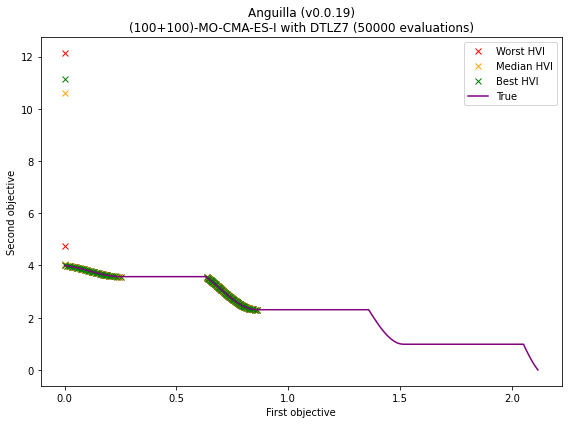 Anguilla (v0.0.19)
(100+100)-MO-CMA-ES-I with DTLZ7 (50000 evaluations)
Worst HVI
Median HVI
Best HVI
True
Second objective
12
10
8
6
4
2
0
0.0 0.5 1.0 1.5 2.0
First objective